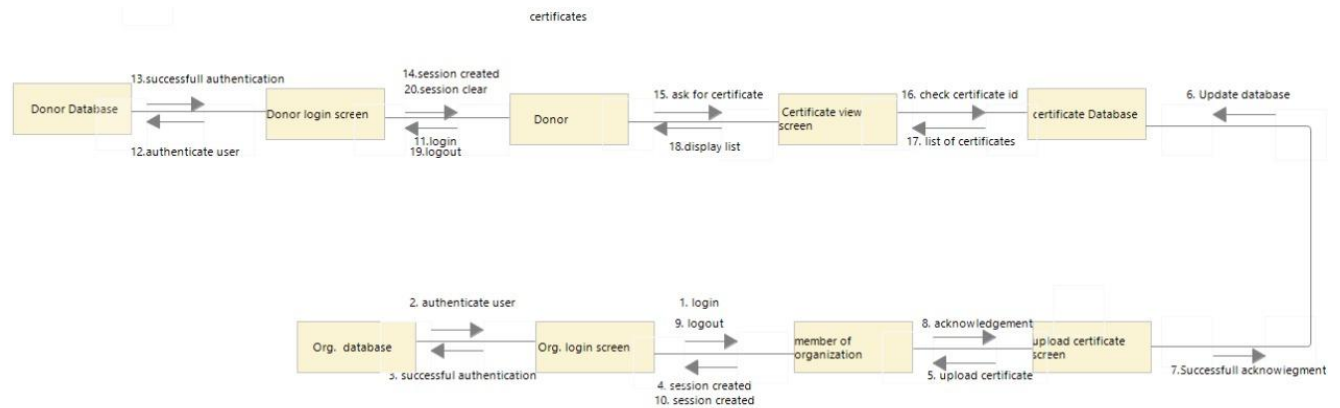 certificates
13.successfull authentication
14.session created
20.session clear
15. ask for certificate
16. check certificate id
6. Update database
Donor Database
Donor login screen
Donor
Certificate view
screen
certificate Database
12.authenticate user
11.login
19.logout
18.display list
17. list of certificates
2. authenticate user
1. login
9. logout
8. acknowledgement
Org. database
Org. login screen
member of
organization
upload certificate
screen
3. successful authentication
4. session created
10. session created
5. upload certificate
7.Successfull acknowlegment